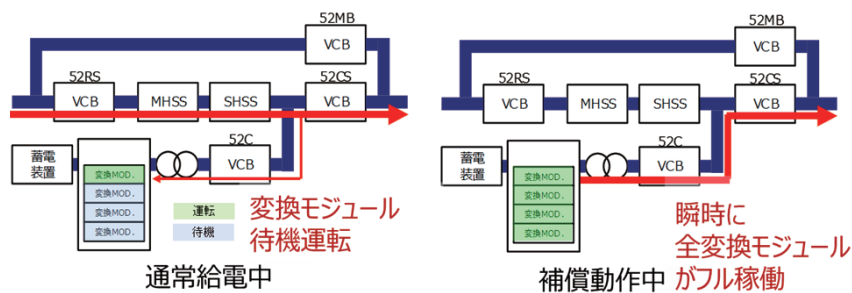 52MB
VCB
52RS
52CS
VCB
MHSS
SHSS
VCB
52C
VCB
蓄電
装置
変換MOD.
変換MOD.
変換MOD.
変換MOD.
運転
待機
変換モジュール
待機運転
通常給電中
52MB
VCB
52RS
52CS
VCB
MHSS
SHSS
VCB
52C
VCB
蓄電
装置
変換MOD.
変換MOD.
変換MOD.
変換MOD.
瞬時に
全変換モジュール
がフル稼働
補償動作中